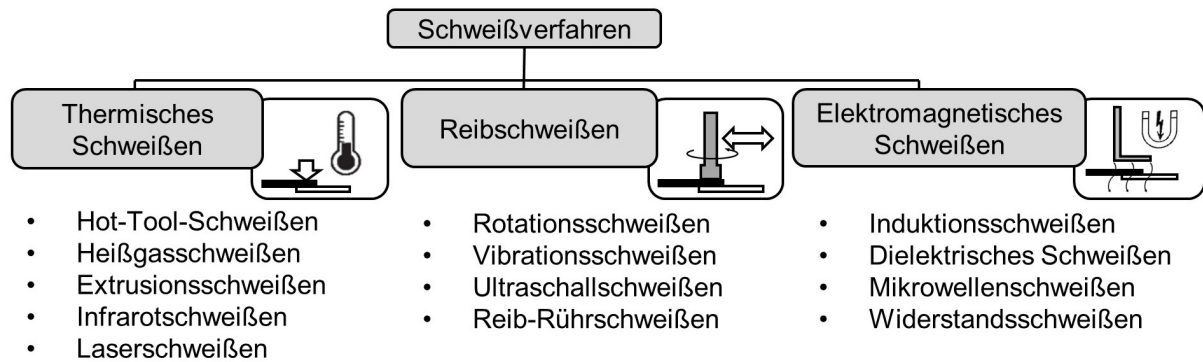 Schweißverfahren
Thermisches
Schweißen
Reibschweißen
Elektromagnetisches
Schweißen
• Hot-Tool-Schweißen
• Heißgasschweißen
• Extrusionsschweißen
• Infrarotschweißen
• Laserschweißen
• Rotationsschweißen
• Vibrationsschweißen
• Ultraschallschweißen
• Reib-Rührschweißen
• Induktionsschweißen
• Dielektrisches Schweißen
• Mikrowellenschweißen
• Widerstandsschweißen